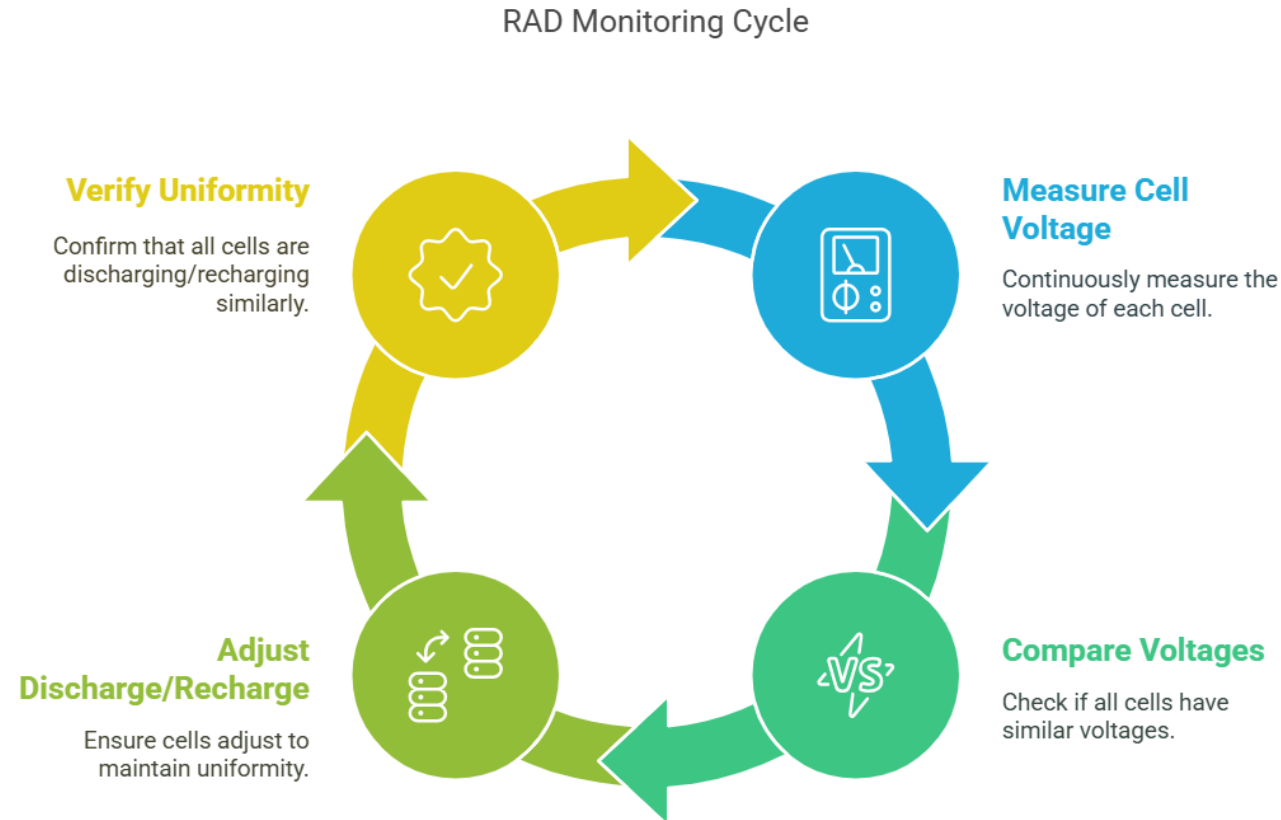 RAD Monitoring Cycle
Verify Uniformity
Confirm that all cells are
discharging/recharging
similarly.
Measure Cell
Voltage
Continuously measure the
voltage of each cell.
Adjust
Discharge/Recharge
Ensure cells adjust to
maintain uniformity.
VS
Compare Voltages
Check if all cells have
similar voltages.